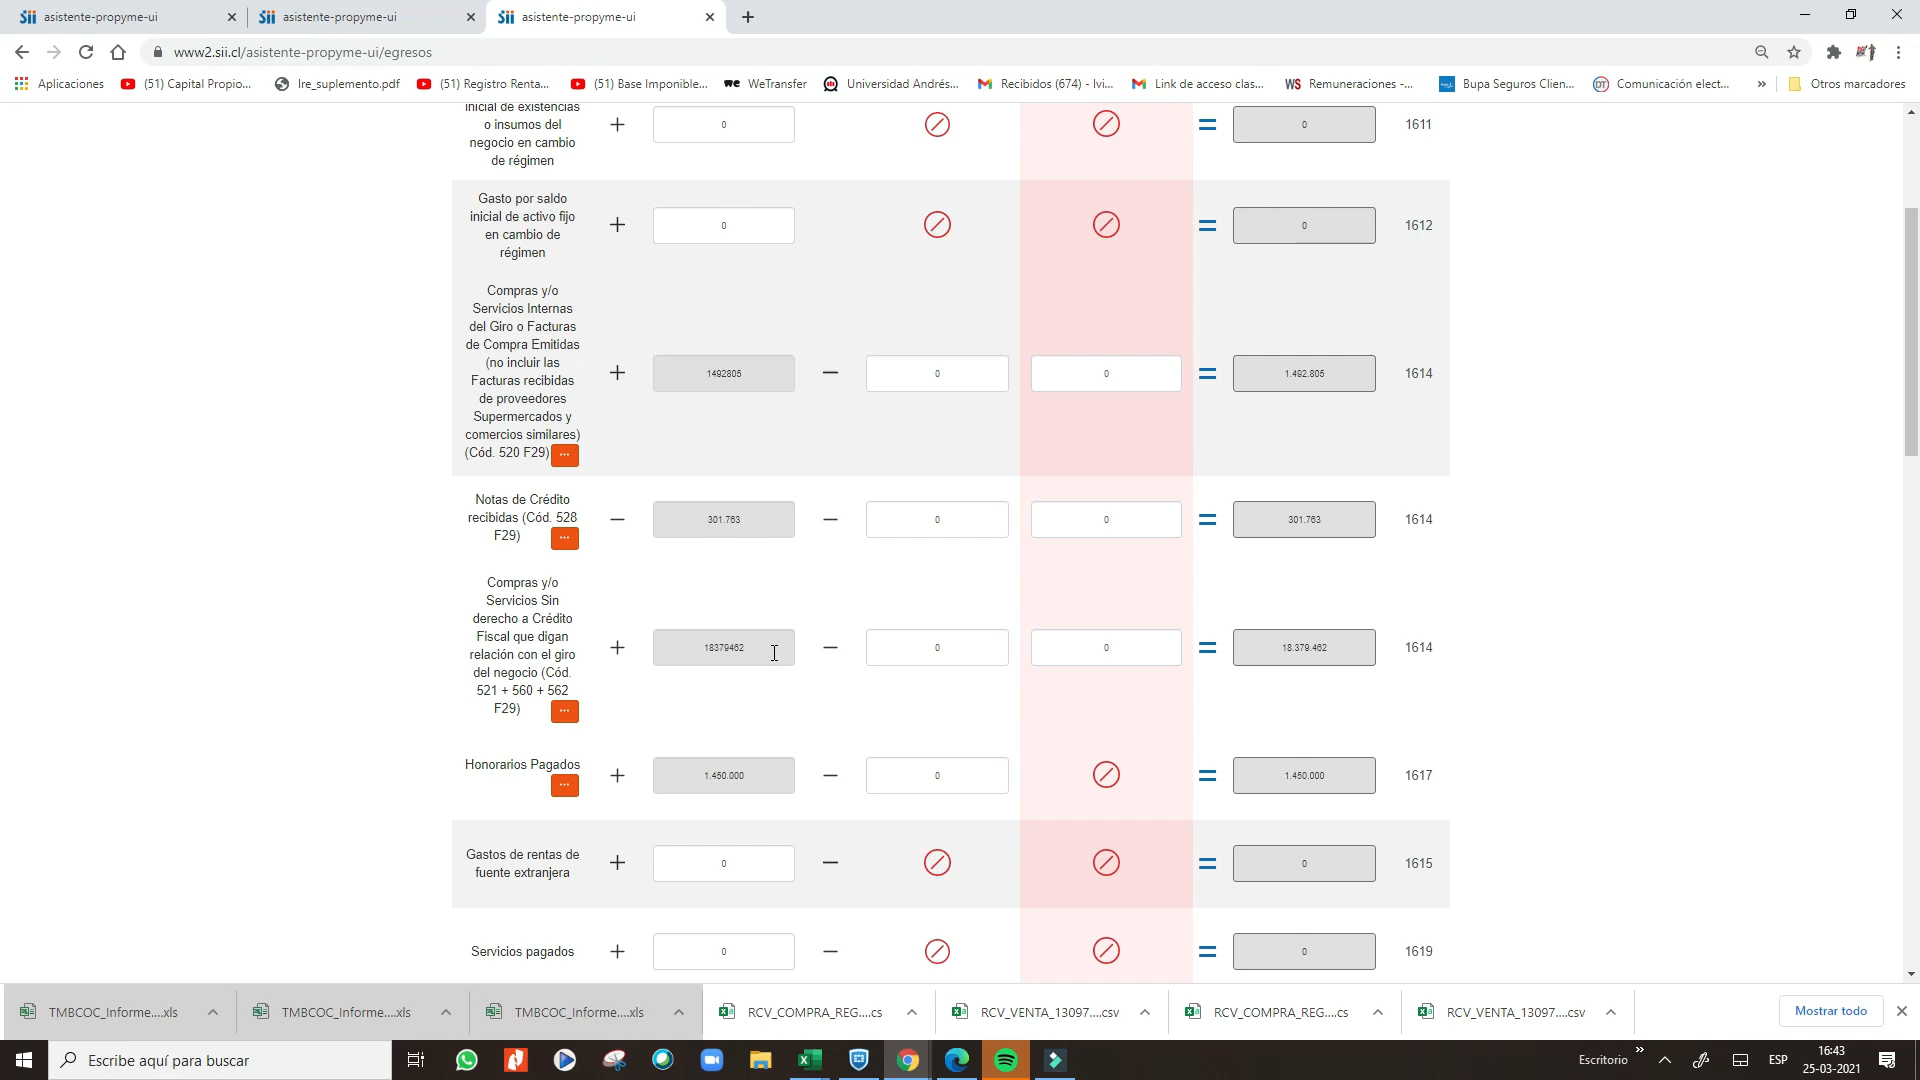 asistente-propyme-ui
asistente-propyme-ui
asistente-propyme-ui
www2.sii.cl/asistente-propyme-ui/egresos
Aplicaciones
(51) Capital Propio...
Ire_suplemento.pdf
(51) Registro Renta...
(51) Base Imponible...
WeTransfer
Universidad Andrés...
Recibidos (674) - Ivi...
Link de acceso clas...
WS Remuneraciones -...
Bupa Seguros Clien...
DT Comunicación elect...
»
Otros marcadores
inicial de existencias
o insumos del
negocio en cambio
de régimen
+ 0 = 0 1611
Gasto por saldo
inicial de activo fijo
en cambio de
régimen
+ 0 = 0 1612
Compras y/o
Servicios Internas
del Giro o Facturas
de Compra Emitidas
(no incluir las
Facturas recibidas
de proveedores
Supermercados y
comercios similares)
(Cód. 520 F29) ...
+ 1492805 − 0 0 = 1.492.805 1614
Notas de Crédito
recibidas (Cód. 528
F29) ...
− 301.763 − 0 0 = 301.763 1614
Compras y/o
Servicios Sin
derecho a Crédito
Fiscal que digan
relación con el giro
del negocio (Cód.
521 + 560 + 562
F29) ...
+ 18379462 − 0 0 = 18.379.462 1614
Honorarios Pagados
...
+ 1.450.000 − 0 = 1.450.000 1617
Gastos de rentas de
fuente extranjera
+ 0 − = 0 1615
Servicios pagados
+ 0 − = 0 1619
TMBCOC_Informe....xls
TMBCOC_Informe....xls
TMBCOC_Informe....xls
RCV_COMPRA_REG....cs
RCV_VENTA_13097....csv
RCV_COMPRA_REG....cs
RCV_VENTA_13097....csv
Mostrar todo
Escribe aquí para buscar
Escritorio
»
ESP
16:43
25-03-2021